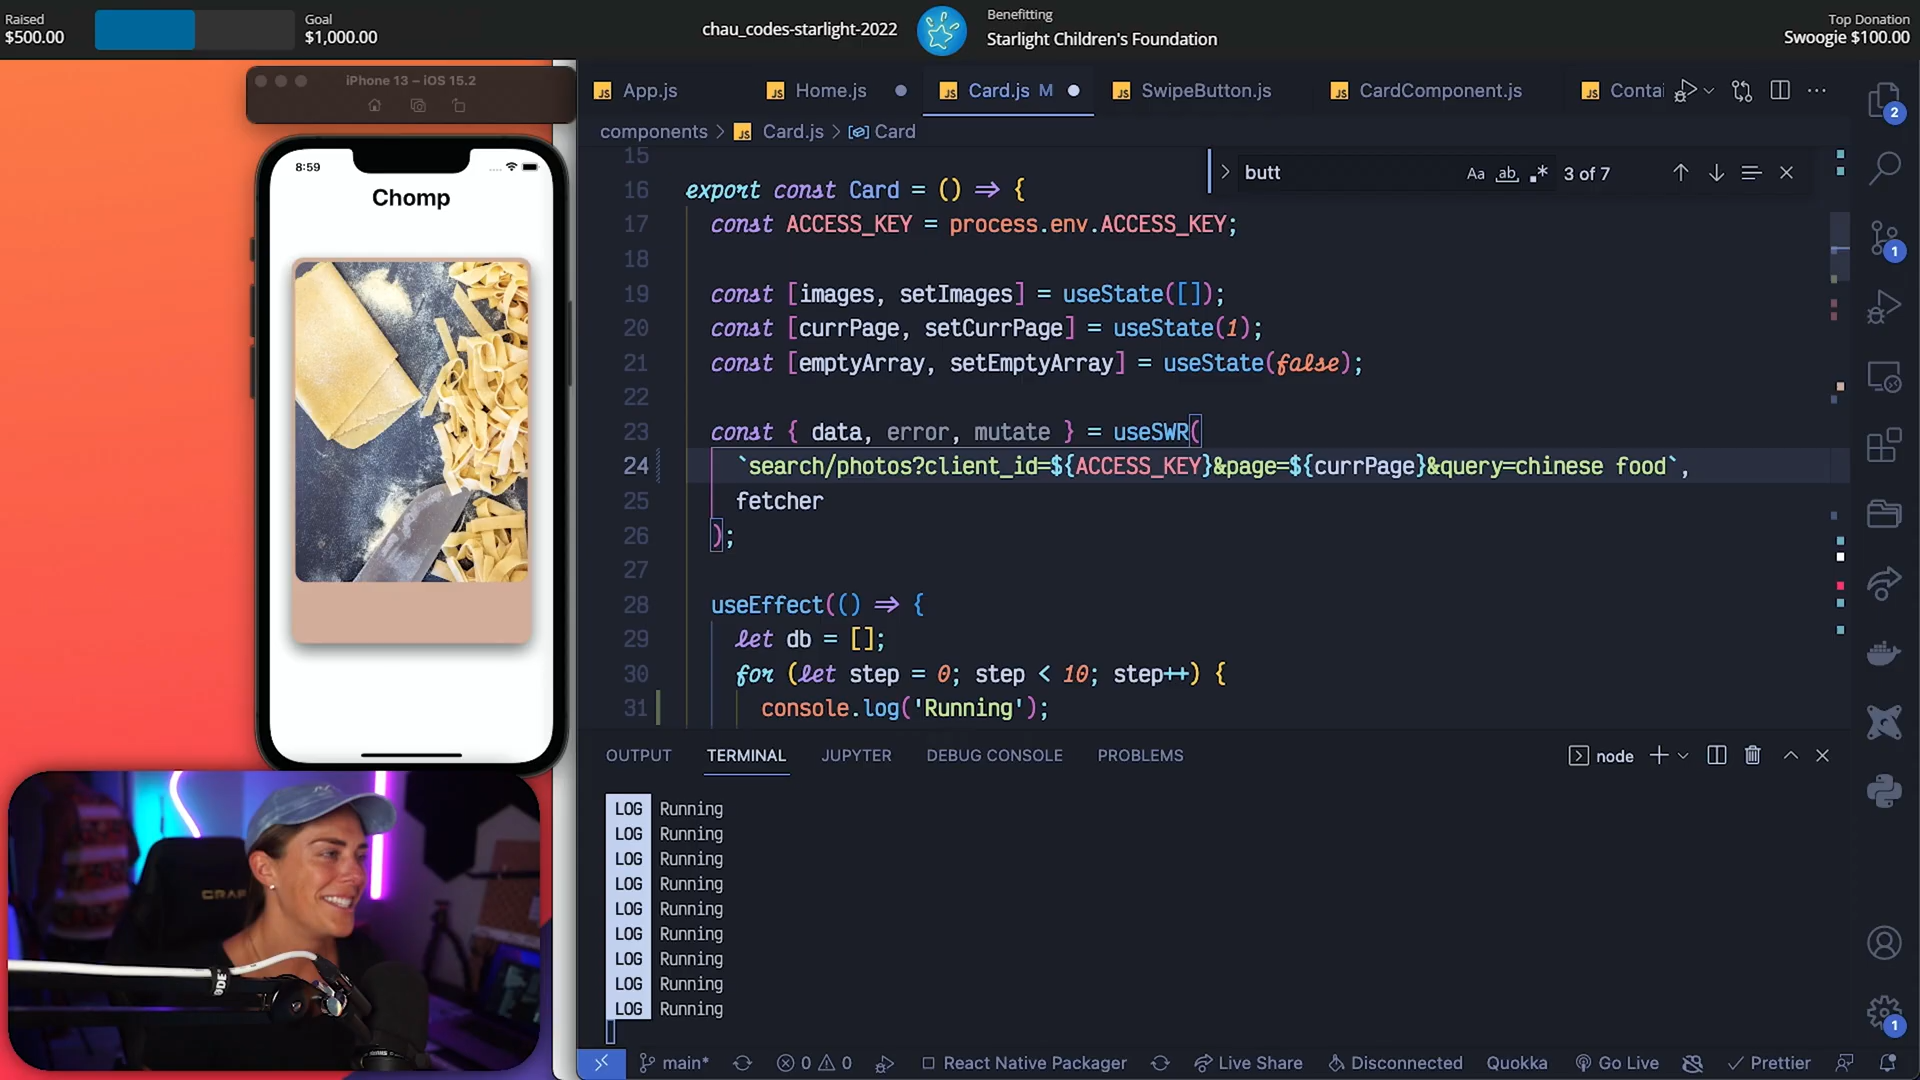 Raised
$500.00
Goal
$1,000.00
chau_codes-starlight-2022
Benefitting
Starlight Children's Foundation
Top Donation
Swoogie $100.00
iPhone 13 – iOS 15.2
8:59
Chomp
App.js
Home.js
Card.js M
SwipeButton.js
CardComponent.js
Contai
components > Card.js > Card
butt
Aa ab .* 3 of 7
15
16 export const Card = () => {
17 const ACCESS_KEY = process.env.ACCESS_KEY;
18
19 const [images, setImages] = useState([]);
20 const [currPage, setCurrPage] = useState(1);
21 const [emptyArray, setEmptyArray] = useState(false);
22
23 const { data, error, mutate } = useSWR(
24 `search/photos?client_id=${ACCESS_KEY}&page=${currPage}&query=chinese food`,
25 fetcher
26 );
27
28 useEffect(() => {
29 let db = [];
30 for (let step = 0; step < 10; step++) {
31 console.log('Running');
OUTPUT TERMINAL JUPYTER DEBUG CONSOLE PROBLEMS
node
LOG Running
LOG Running
LOG Running
LOG Running
LOG Running
LOG Running
LOG Running
LOG Running
LOG Running
main* 0 0 React Native Packager Live Share Disconnected Quokka Go Live Prettier
2
1
1